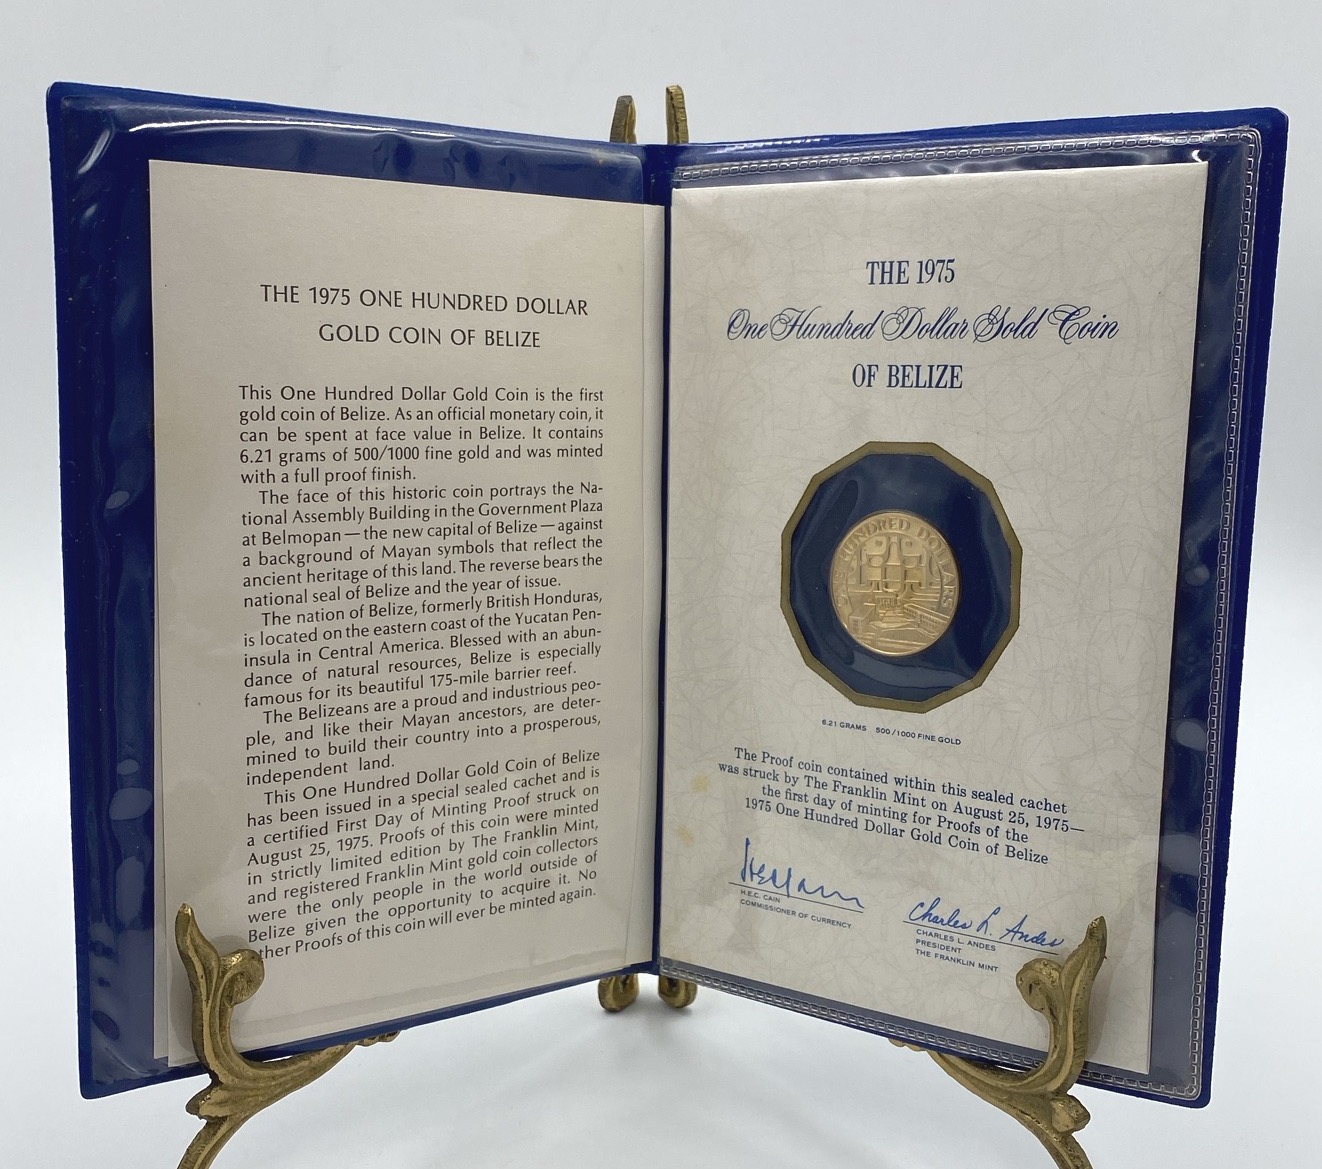 THE 1975 ONE HUNDRED DOLLAR
GOLD COIN OF BELIZE
This One Hundred Dollar Gold Coin is the first
gold coin of Belize. As an official monetary coin, it
can be spent at face value in Belize. It contains
6.21 grams of 500/1000 fine gold and was minted
with a full proof finish.
The face of this historic coin portrays the Na-
tional Assembly Building in the Government Plaza
at Belmopan — the new capital of Belize — against
a background of Mayan symbols that reflect the
ancient heritage of this land. The reverse bears the
national seal of Belize and the year of issue.
The nation of Belize, formerly British Honduras,
is located on the eastern coast of the Yucatan Pen-
insula in Central America. Blessed with an abun-
dance of natural resources, Belize is especially
famous for its beautiful 175-mile barrier reef.
The Belizeans are a proud and industrious peo-
ple, and like their Mayan ancestors, are deter-
mined to build their country into a prosperous,
independent land.
This One Hundred Dollar Gold Coin of Belize
has been issued in a special sealed cachet and is
a certified First Day of Minting Proof struck on
August 25, 1975. Proofs of this coin were minted
in strictly limited edition by The Franklin Mint,
and registered Franklin Mint gold coin collectors
were the only people in the world outside of
Belize given the opportunity to acquire it. No
other Proofs of this coin will ever be minted again.
THE 1975
One Hundred Dollar Gold Coin
OF BELIZE
HUNDRED DOLLARS
6.21 GRAMS 500/1000 FINE GOLD
The Proof coin contained within this sealed cachet
was struck by The Franklin Mint on August 25, 1975—
the first day of minting for Proofs of the
1975 One Hundred Dollar Gold Coin of Belize
H.E.C. CAIN
COMMISSIONER OF CURRENCY
Charles L. Andes
CHARLES L. ANDES
PRESIDENT
THE FRANKLIN MINT